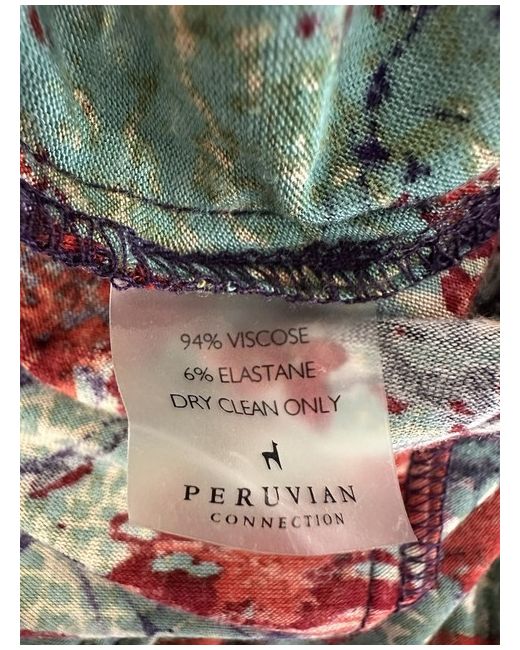 94% VISCOSE
6% ELASTANE
DRY CLEAN ONLY
PERUVIAN
CONNECTION